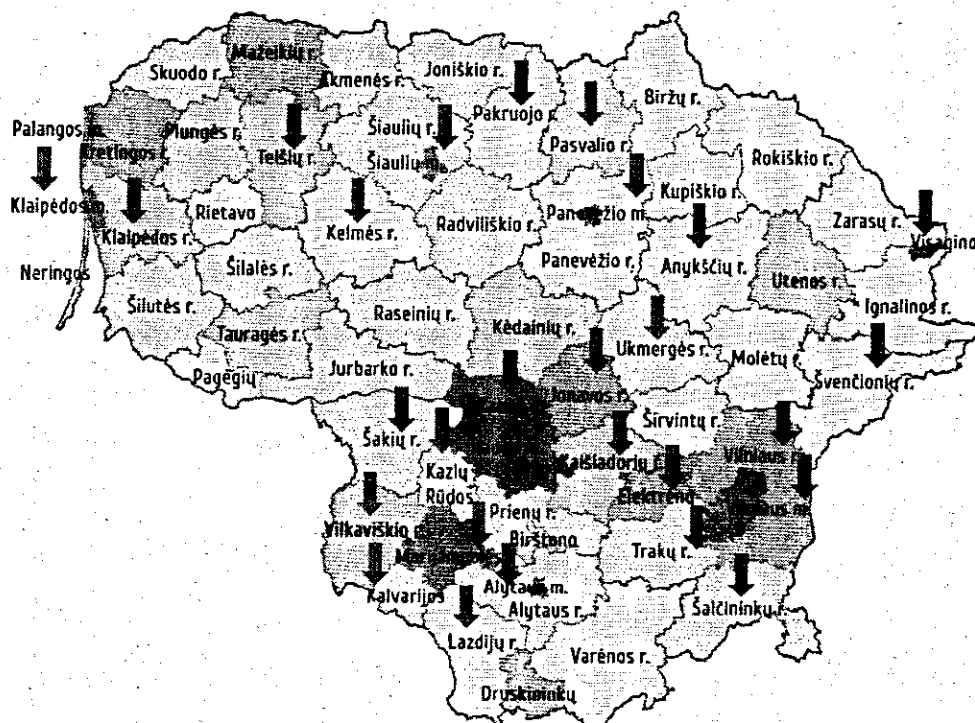 Mažeikių r.
Skuodo r.
Akmenės r.
Joniškio r.
Biržų r.
Pakruojo r.
Palangos m.
Kretingos r.
Plungės r.
Telšių r.
Šiaulių r.
Šiaulių m.
Pasvalio r.
Rokiškio r.
Kupiškio r.
Klaipėdos m.
Klaipėdos r.
Rietavo
Kelmės r.
Radviliškio r.
Panevėžio m.
Zarasų r.
Visagino
Neringos
Šilalės r.
Panevėžio r.
Anykščių r.
Utenos r.
Šilutės r.
Raseinių r.
Ignalinos r.
Tauragės r.
Kėdainių r.
Ukmergės r.
Molėtų r.
Pagėgių
Jurbarko r.
Jonavos r.
Švenčionių r.
Širvintų r.
Šakių r.
Kazlų
Rūdos
Kaišiadorių r.
Vilniaus r.
Elektrėnų
Prienų r.
Vilniaus m.
Vilkaviškio r.
Birštono
Trakų r.
Kalvarijos
Alytaus m.
Alytaus r.
Šalčininkų r.
Lazdijų r.
Varėnos r.
Druskininkų